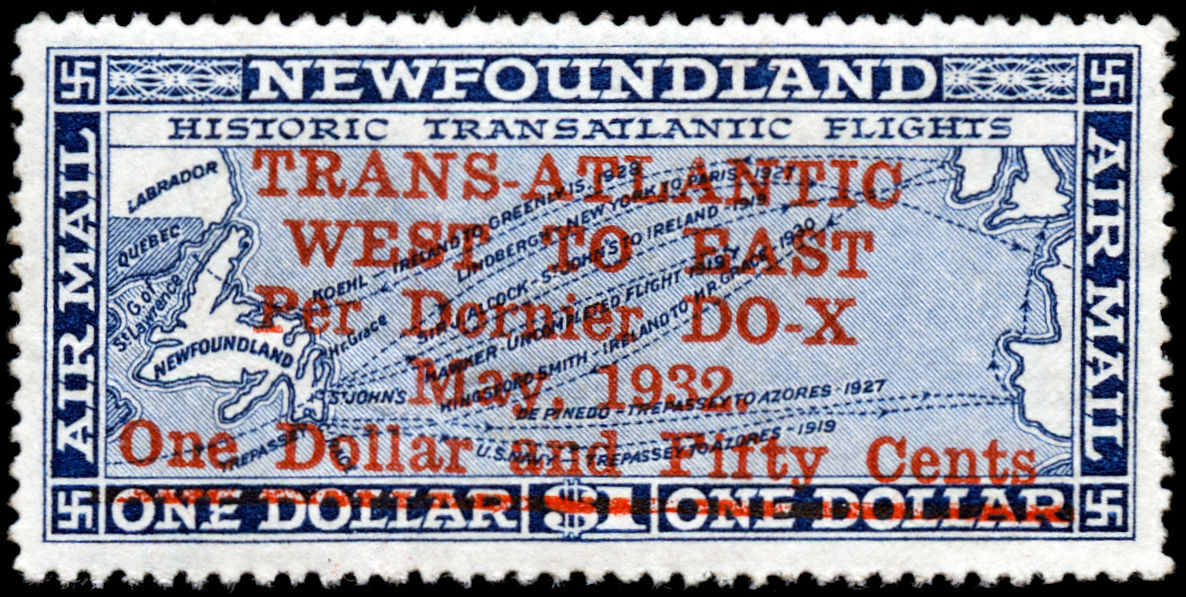 NEWFOUNDLAND
HISTORIC TRANSATLANTIC FLIGHTS
AIR MAIL
AIR MAIL
TRANS-ATLANTIC
WEST TO EAST
Per Dornier DO-X
May, 1932.
One Dollar and Fifty Cents
LABRADOR
QUEBEC
G. of
St Lawrence
NEWFOUNDLAND
Hr. Grace
ST JOHN'S
TREPASSEY
KOEHL - IRELAND TO GREENLY IS. 1928
LINDBERGH - NEW YORK TO PARIS - 1927
SIR J. ALCOCK - ST JOHN'S TO IRELAND - 1919
HAWKER - UNCOMPLETED FLIGHT 1919
KINGSFORD SMITH - IRELAND TO HR. GRACE - 1930
DE PINEDO - TREPASSEY TO AZORES - 1927
U.S. NAVY - TREPASSEY TO AZORES - 1919
ONE DOLLAR $1 ONE DOLLAR